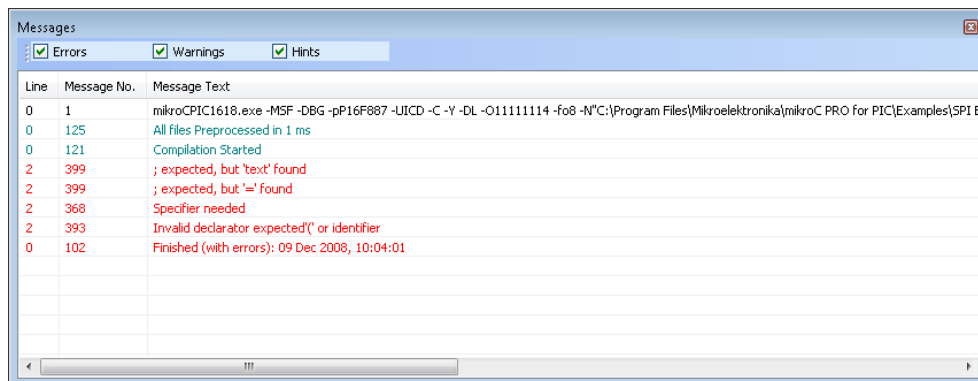 Messages
Errors Warnings Hints
Line Message No. Message Text
0 1 mikroCPIC1618.exe -MSF -DBG -pP16F887 -UICD -C -Y -DL -O11111114 -fo8 -N"C:\Program Files\Mikroelektronika\mikroC PRO for PIC\Examples\SPI E
0 125 All files Preprocessed in 1 ms
0 121 Compilation Started
2 399 ; expected, but 'text' found
2 399 ; expected, but '=' found
2 368 Specifier needed
2 393 Invalid declarator expected'(' or identifier
0 102 Finished (with errors): 09 Dec 2008, 10:04:01